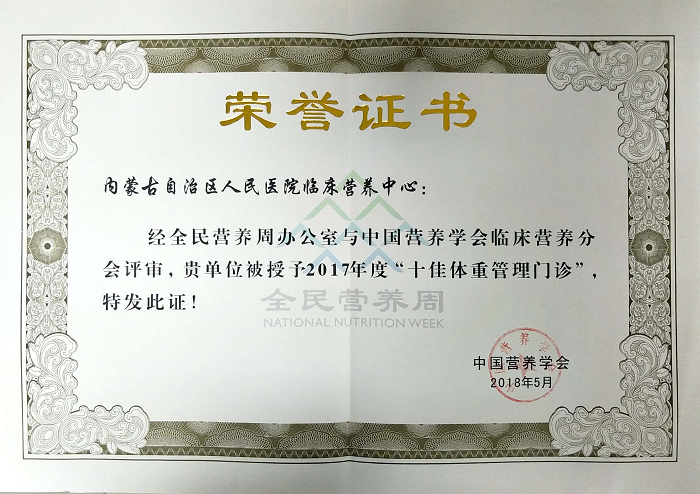 荣誉证书
内蒙古自治区人民医院临床营养中心：
经全民营养周办公室与中国营养学会临床营养分
会评审，贵单位被授予2017年度“十佳体重管理门诊”，
特发此证！
全民营养周
NATIONAL NUTRITION WEEK
中国营养学会
2018年5月